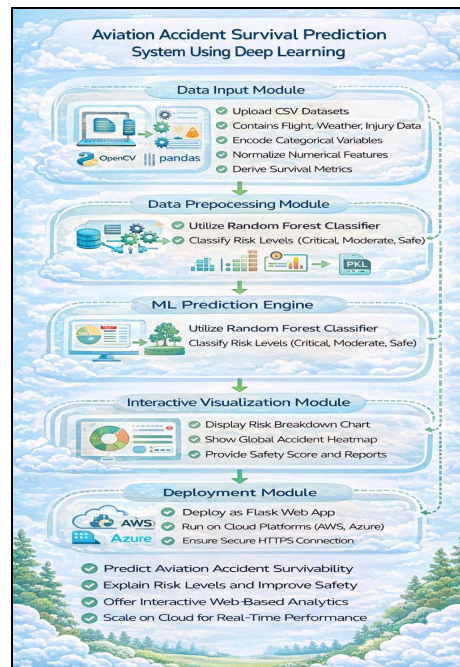 Aviation Accident Survival Prediction
System Using Deep Learning
Data Input Module
Upload CSV Datasets
Contains Flight, Weather, Injury Data
Encode Categorical Variables
Normalize Numerical Features
Derive Survival Metrics
OpenCV
pandas
Data Prepocessing Module
Utilize Random Forest Classifier
Classify Risk Levels (Critical, Moderate, Safe)
PKL
ML Prediction Engine
Utilize Random Forest Classifier
Classify Risk Levels (Critical, Moderate, Safe)
Interactive Visualization Module
Display Risk Breakdown Chart
Show Global Accident Heatmap
Provide Safety Score and Reports
Deployment Module
AWS
Azure
Deploy as Flask Web App
Run on Cloud Platforms (AWS, Azure)
Ensure Secure HTTPS Connection
Predict Aviation Accident Survivability
Explain Risk Levels and Improve Safety
Offer Interactive Web-Based Analytics
Scale on Cloud for Real-Time Performance